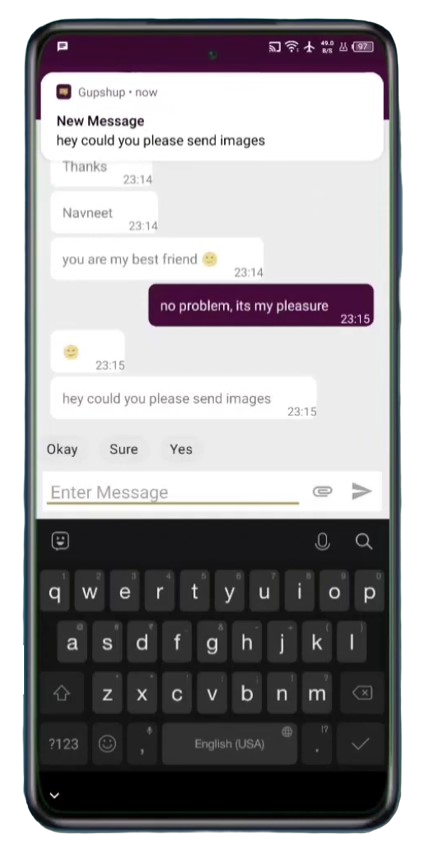 49.0
B/S
97
Gupshup • now
New Message
hey could you please send images
Thanks
23:14
Navneet
23:14
you are my best friend 🙂
23:14
no problem, its my pleasure
23:15
23:15
hey could you please send images
23:15
Okay Sure Yes
Enter Message
q w e r t y u i o p
a s d f g h j k l
z x c v b n m
?123 , English (USA) .